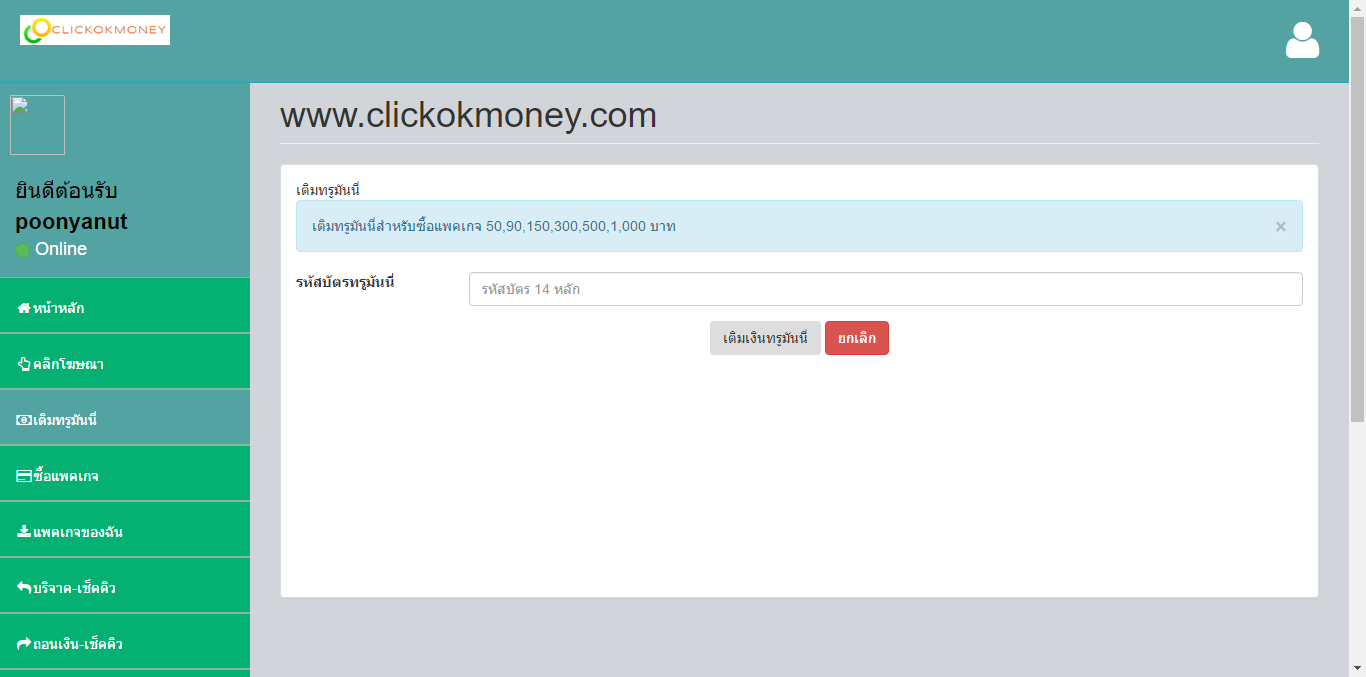 CLICKOKMONEY
www.clickokmoney.com
ยินดีต้อนรับ
poonyanut
Online
หน้าหลัก
คลิกโฆษณา
เติมทรูมันนี่
ซื้อแพคเกจ
แพคเกจของฉัน
บริจาค-เช็คคิว
ถอนเงิน-เช็คคิว
เติมทรูมันนี่
เติมทรูมันนี่สำหรับซื้อแพคเกจ 50,90,150,300,500,1,000 บาท ×
รหัสบัตรทรูมันนี่ รหัสบัตร 14 หลัก
เติมเงินทรูมันนี่ ยกเลิก